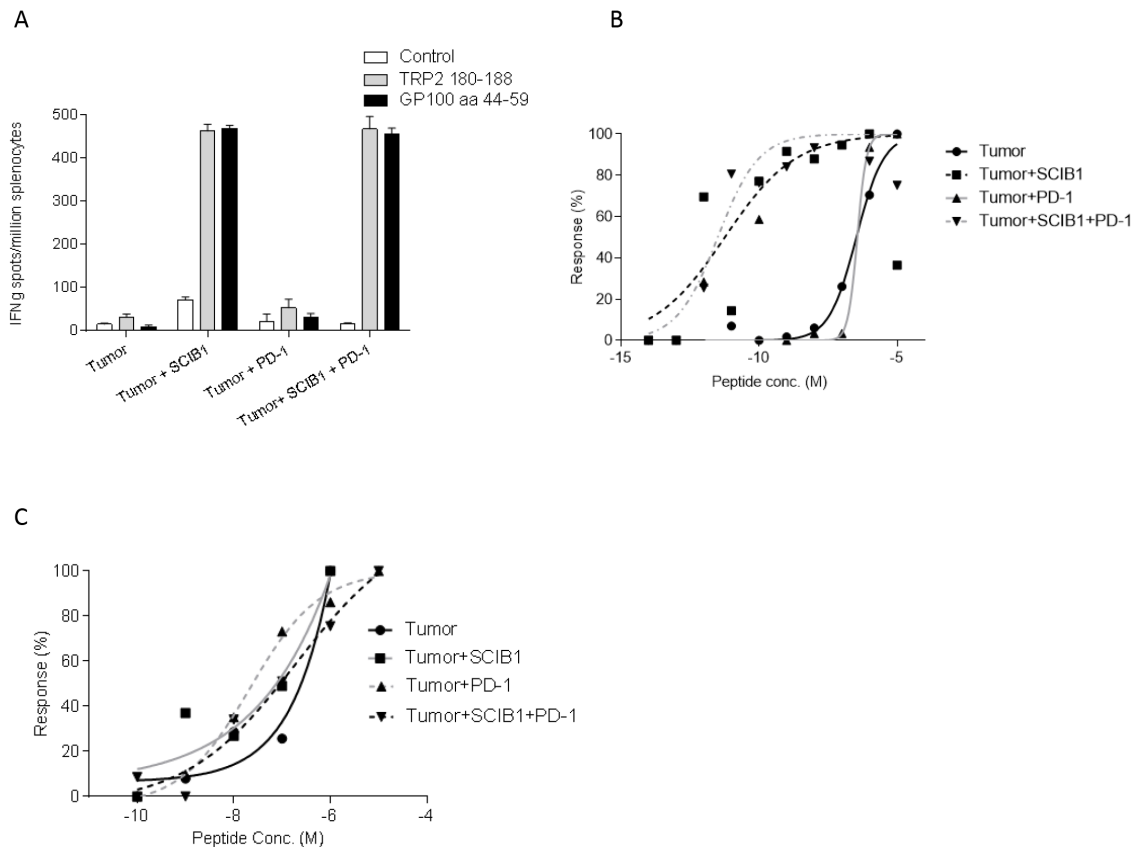 A
Control
TRP2 180-188
GP100 aa 44-59
IFNg spots/million splenocytes
500
400
300
200
100
0
Tumor
Tumor + SCIB1
Tumor + PD-1
Tumor+ SCIB1 + PD-1
B
Response (%)
100
80
60
40
20
0
-15
-10
-5
Peptide conc. (M)
Tumor
Tumor+SCIB1
Tumor+PD-1
Tumor+SCIB1+PD-1
C
Response (%)
100
80
60
40
20
0
-10
-8
-6
-4
Peptide Conc. (M)
Tumor
Tumor+SCIB1
Tumor+PD-1
Tumor+SCIB1+PD-1